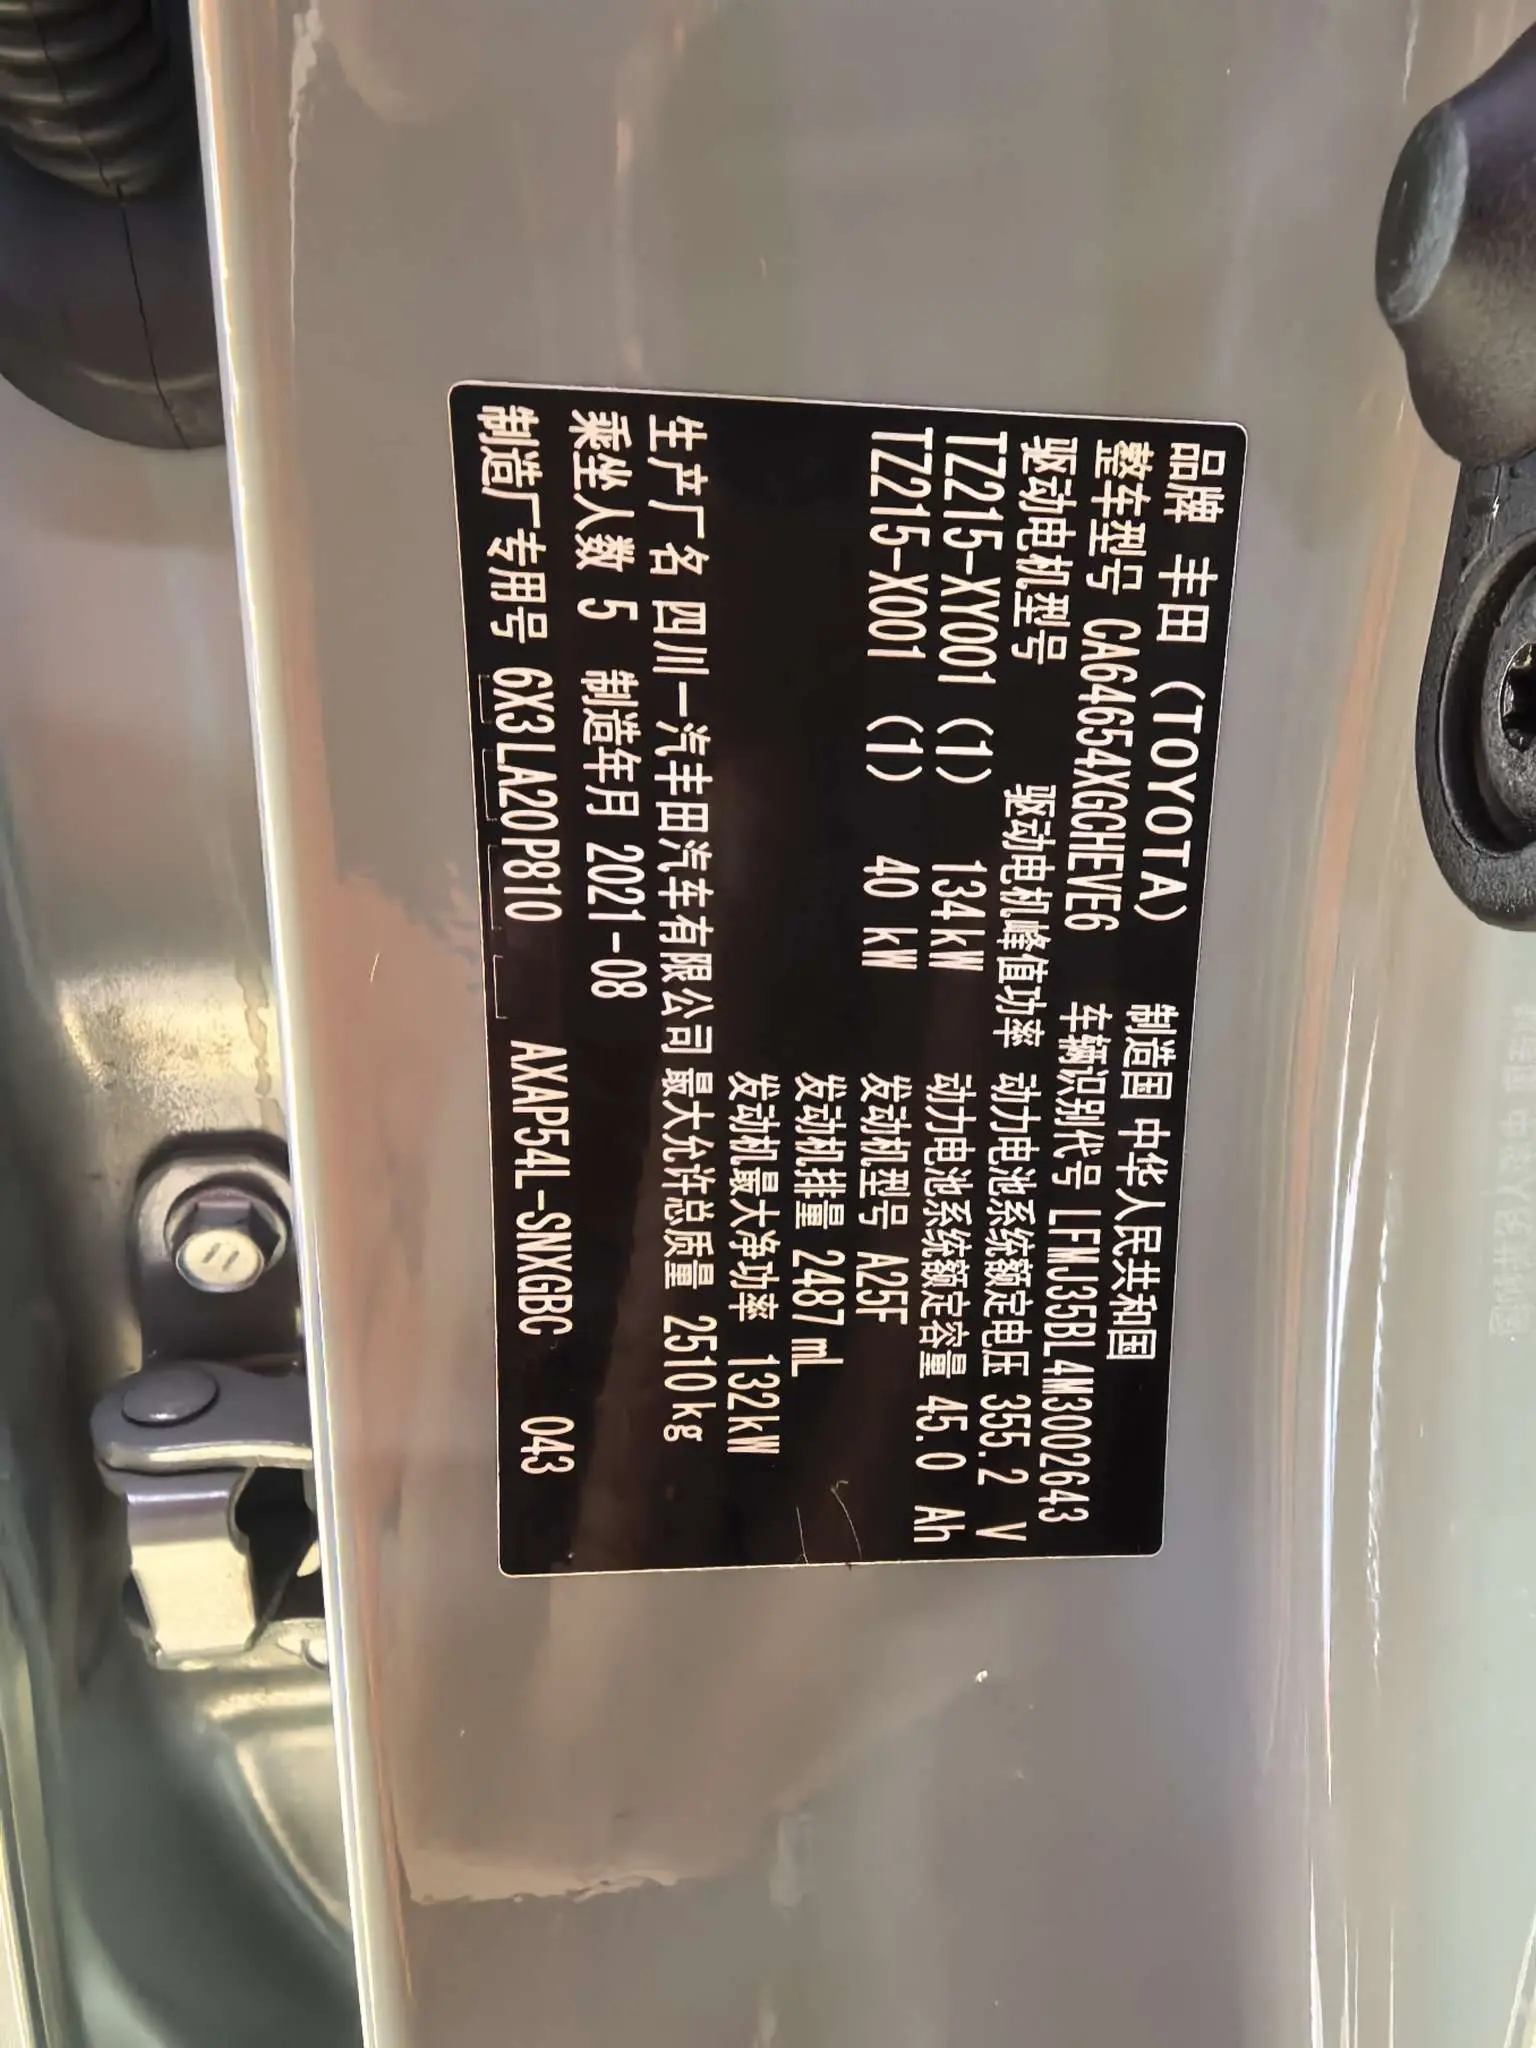 品牌 丰田 (TOYOTA) 制造国 中华人民共和国
整车型号 CA64654XGCHEVE6 车辆识别代号 LFMJ35BL4M3002643
驱动电机型号 驱动电机峰值功率 动力电池系统额定电压 355.2 V
TZ215-XY001 (1) 134kW 动力电池系统额定容量 45.0 Ah
TZ215-X001 (1) 40 kW 发动机型号 A25F
发动机排量 2487 mL
发动机最大净功率 132kW
生产厂名 四川一汽丰田汽车有限公司 最大允许总质量 2510kg
乘坐人数 5 制造年月 2021-08
制造厂专用号 6X3LA20P810 AXAP54L-SNXGBC 043